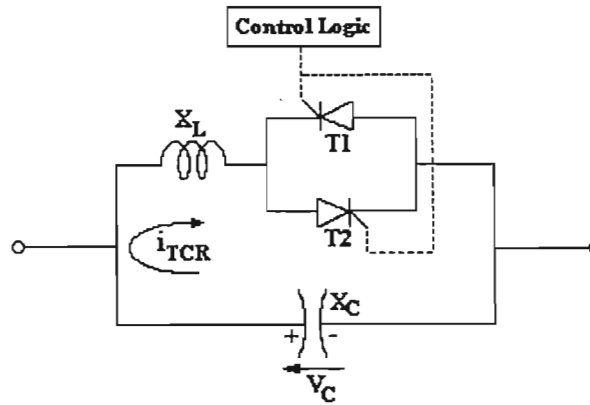 Control Logic
X_L
T1
T2
i_TCR
X_C
+ -
V_C